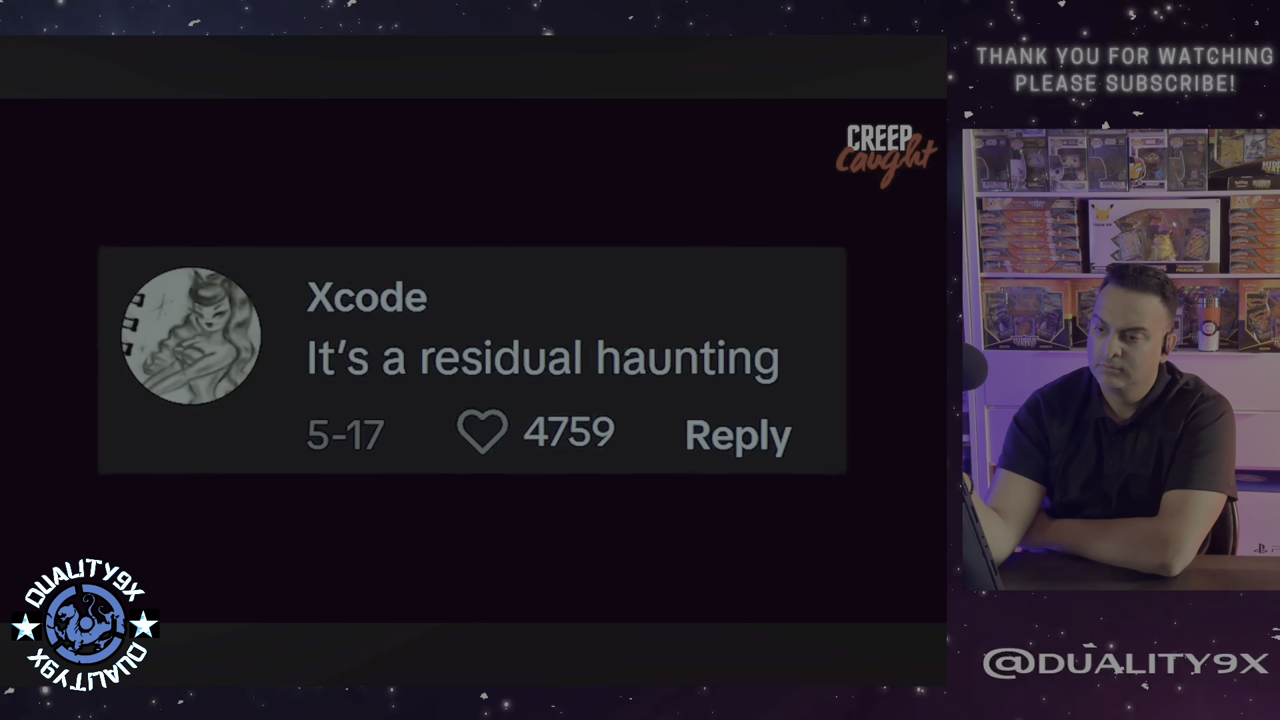 THANK YOU FOR WATCHING
PLEASE SUBSCRIBE!
CREEP
Caught
Xcode
It's a residual haunting
5-17
4759
Reply
DUALITY9X
DUALITY9X
@DUALITY9X